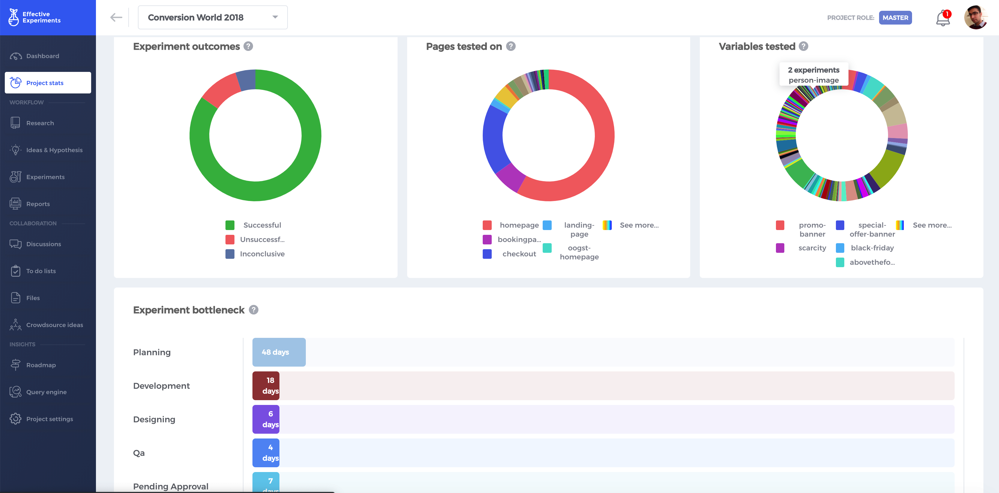 Effective
Experiments
Conversion World 2018
PROJECT ROLE:
MASTER
1
Dashboard
Project stats
WORKFLOW
Research
Ideas & Hypothesis
Experiments
Reports
COLLABORATION
Discussions
To do lists
Files
Crowdsource ideas
INSIGHTS
Roadmap
Query engine
Project settings
Experiment outcomes ?
Successful
Unsuccessf...
Inconclusive
Pages tested on ?
homepage
bookingpa...
checkout
landing-
page
oogst-
homepage
See more...
Variables tested ?
2 experiments
person-image
promo-
banner
scarcity
special-
offer-banner
black-friday
abovethefo...
See more...
Experiment bottleneck ?
Planning
48 days
Development
18
days
Designing
6
days
Qa
4
days
Pending Approval
7
days